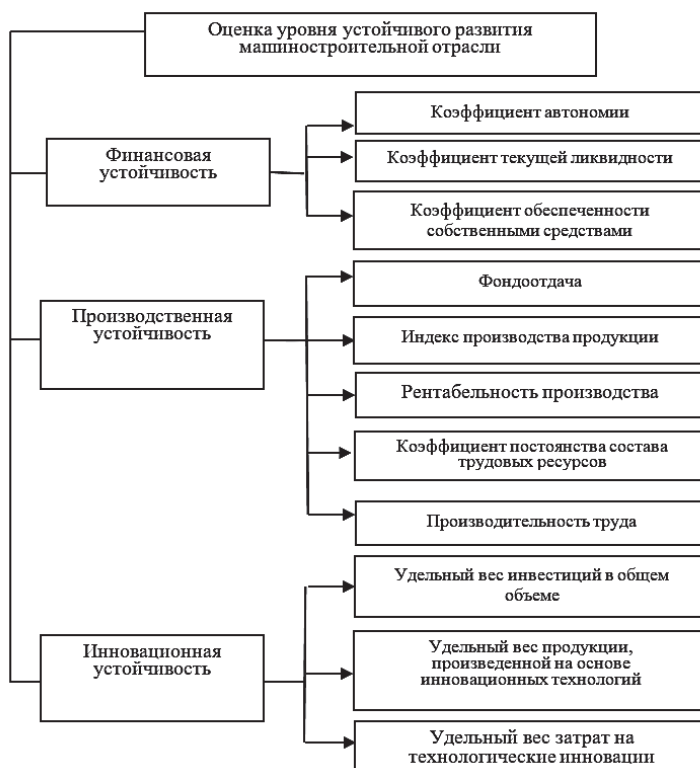 Оценка уровня устойчивого развития
машиностроительной отрасли
Финансовая
устойчивость
Коэффициент автономии
Коэффициент текущей ликвидности
Коэффициент обеспеченности
собственными средствами
Производственная
устойчивость
Фондоотдача
Индекс производства продукции
Рентабельность производства
Коэффициент постоянства состава
трудовых ресурсов
Производительность труда
Инновационная
устойчивость
Удельный вес инвестиций в общем
объеме
Удельный вес продукции,
произведенной на основе
инновационных технологий
Удельный вес затрат на
технологические инновации